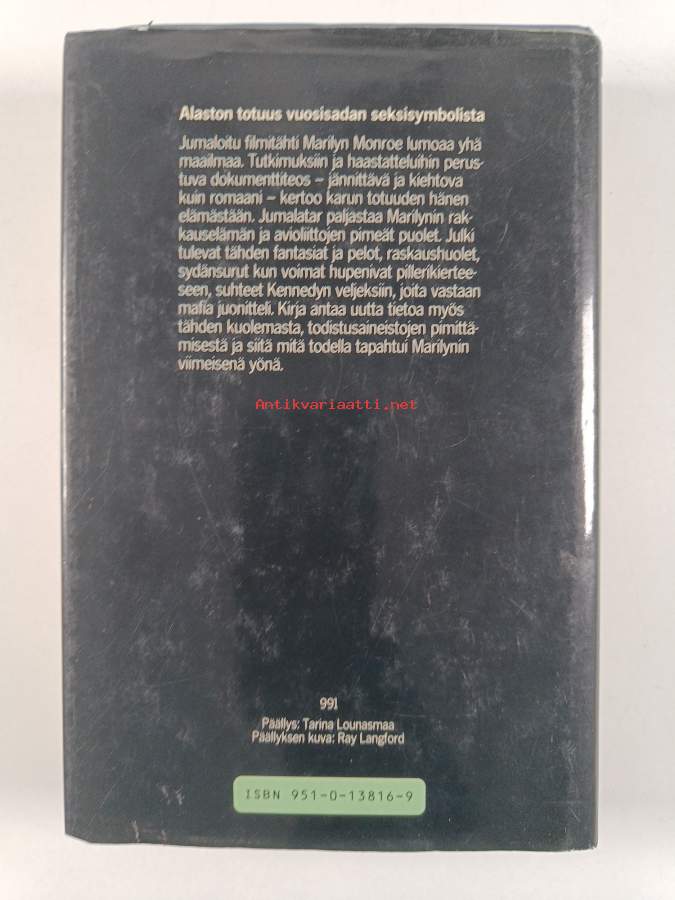 Alaston totuus vuosisadan seksisymbolista
Jumaloitu filmitähti Marilyn Monroe lumoaa yhä
maailmaa. Tutkimuksiin ja haastatteluihin perus-
tuva dokumenttiteos – jännittävä ja kiehtova
kuin romaani – kertoo karun totuuden hänen
elämästään. Jumalatar paljastaa Marilynin rak-
kauselämän ja avioliittojen pimeät puolet. Julki
tulevat tähden fantasiat ja pelot, raskaushuolet,
sydänsurut kun voimat hupenivat pillerikiertee-
seen, suhteet Kennedyn veljeksiin, joita vastaan
mafia juonitteli. Kirja antaa uutta tietoa myös
tähden kuolemasta, todistusaineistojen pimittä-
misestä ja siitä mitä todella tapahtui Marilynin
viimeisenä yönä.
Antikvariaatti.net
991
Päällys: Tarina Lounasmaa
Päällyksen kuva: Ray Langford
ISBN 951-0-13816-9